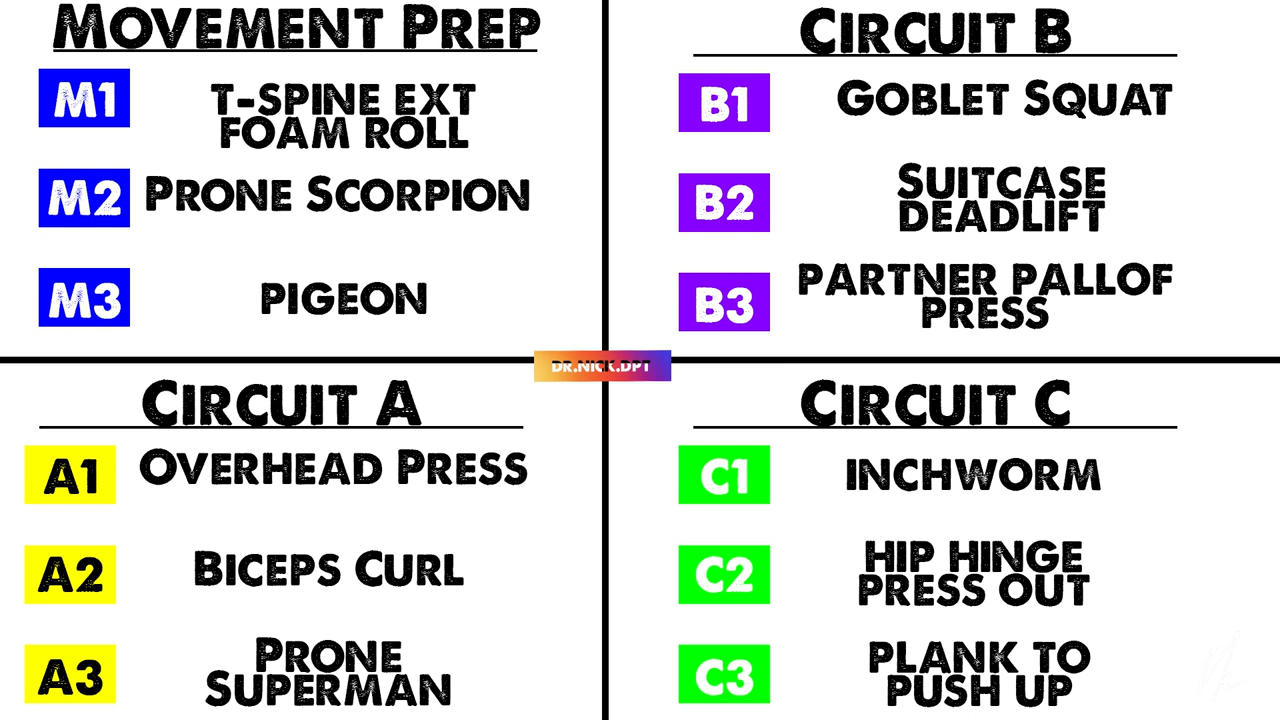 Movement Prep
M1
T-SPINE EXT
FOAM ROLL
M2
Prone Scorpion
M3
PIGEON
Circuit B
B1
Goblet Squat
B2
Suitcase
DEADLIFT
B3
PARTNER PALLOF
PRESS
DR.NICK.DPT
Circuit A
A1
Overhead Press
A2
Biceps Curl
A3
Prone
Superman
Circuit C
C1
INCHWORM
C2
HIP HINGE
PRESS OUT
C3
PLANK TO
PUSH UP